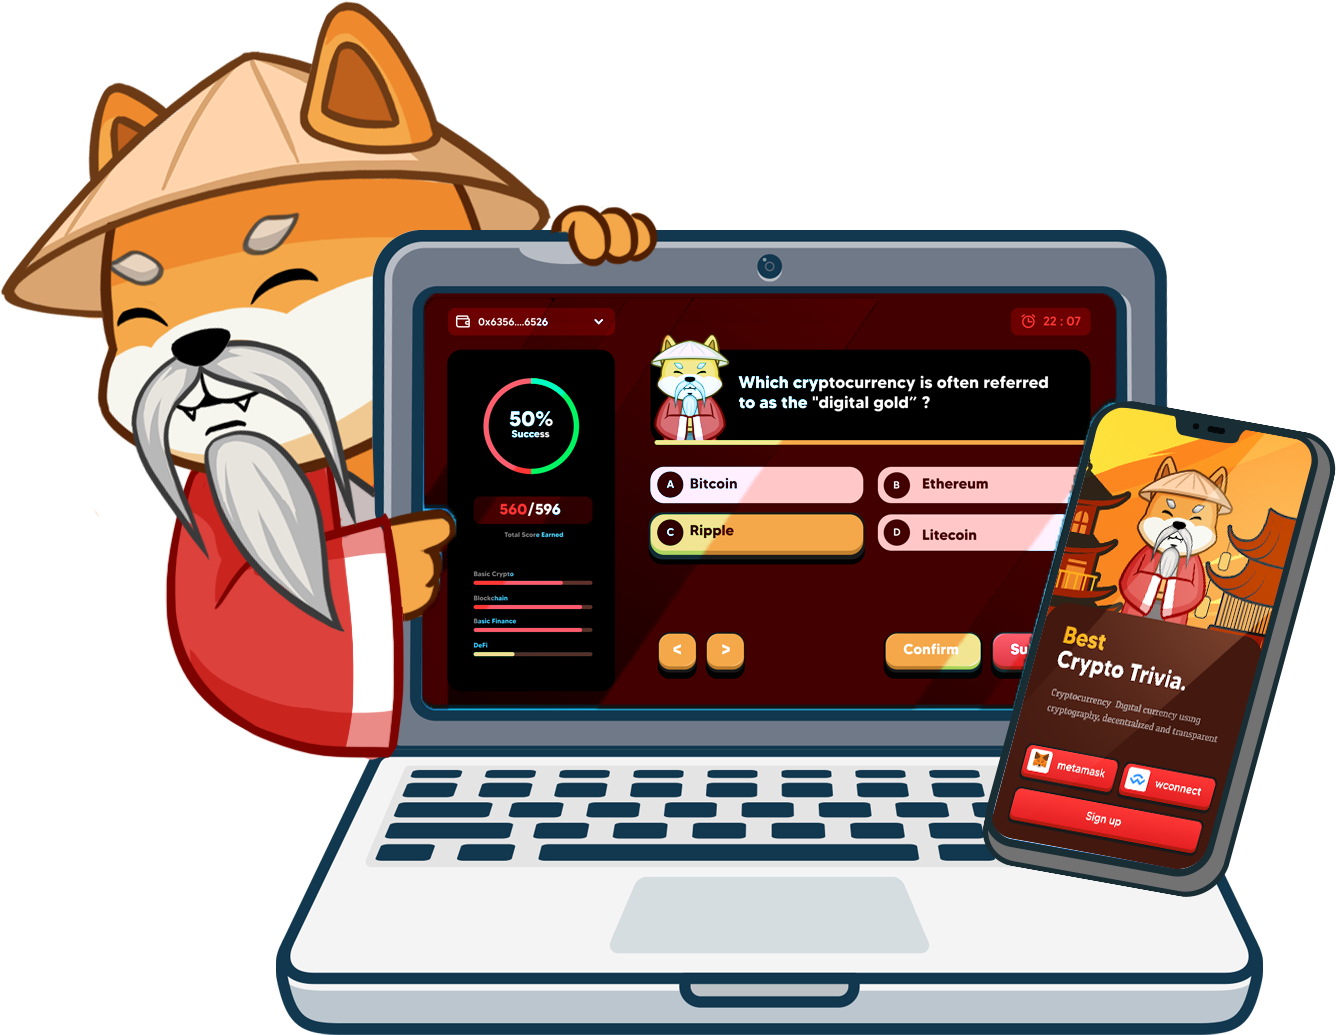 0x6356....6526
22 : 07
50%
Success
560/596
Total Score Earned
Basic Crypto
Blockchain
Basic Finance
DeFi
Which cryptocurrency is often referred
to as the "digital gold” ?
A Bitcoin
B Ethereum
C Ripple
D Litecoin
<
>
Confirm
Su
Best
Crypto Trivia.
Cryptocurrency Digital currency using
cryptography, decentralized and transparent
metamask
wconnect
Sign up